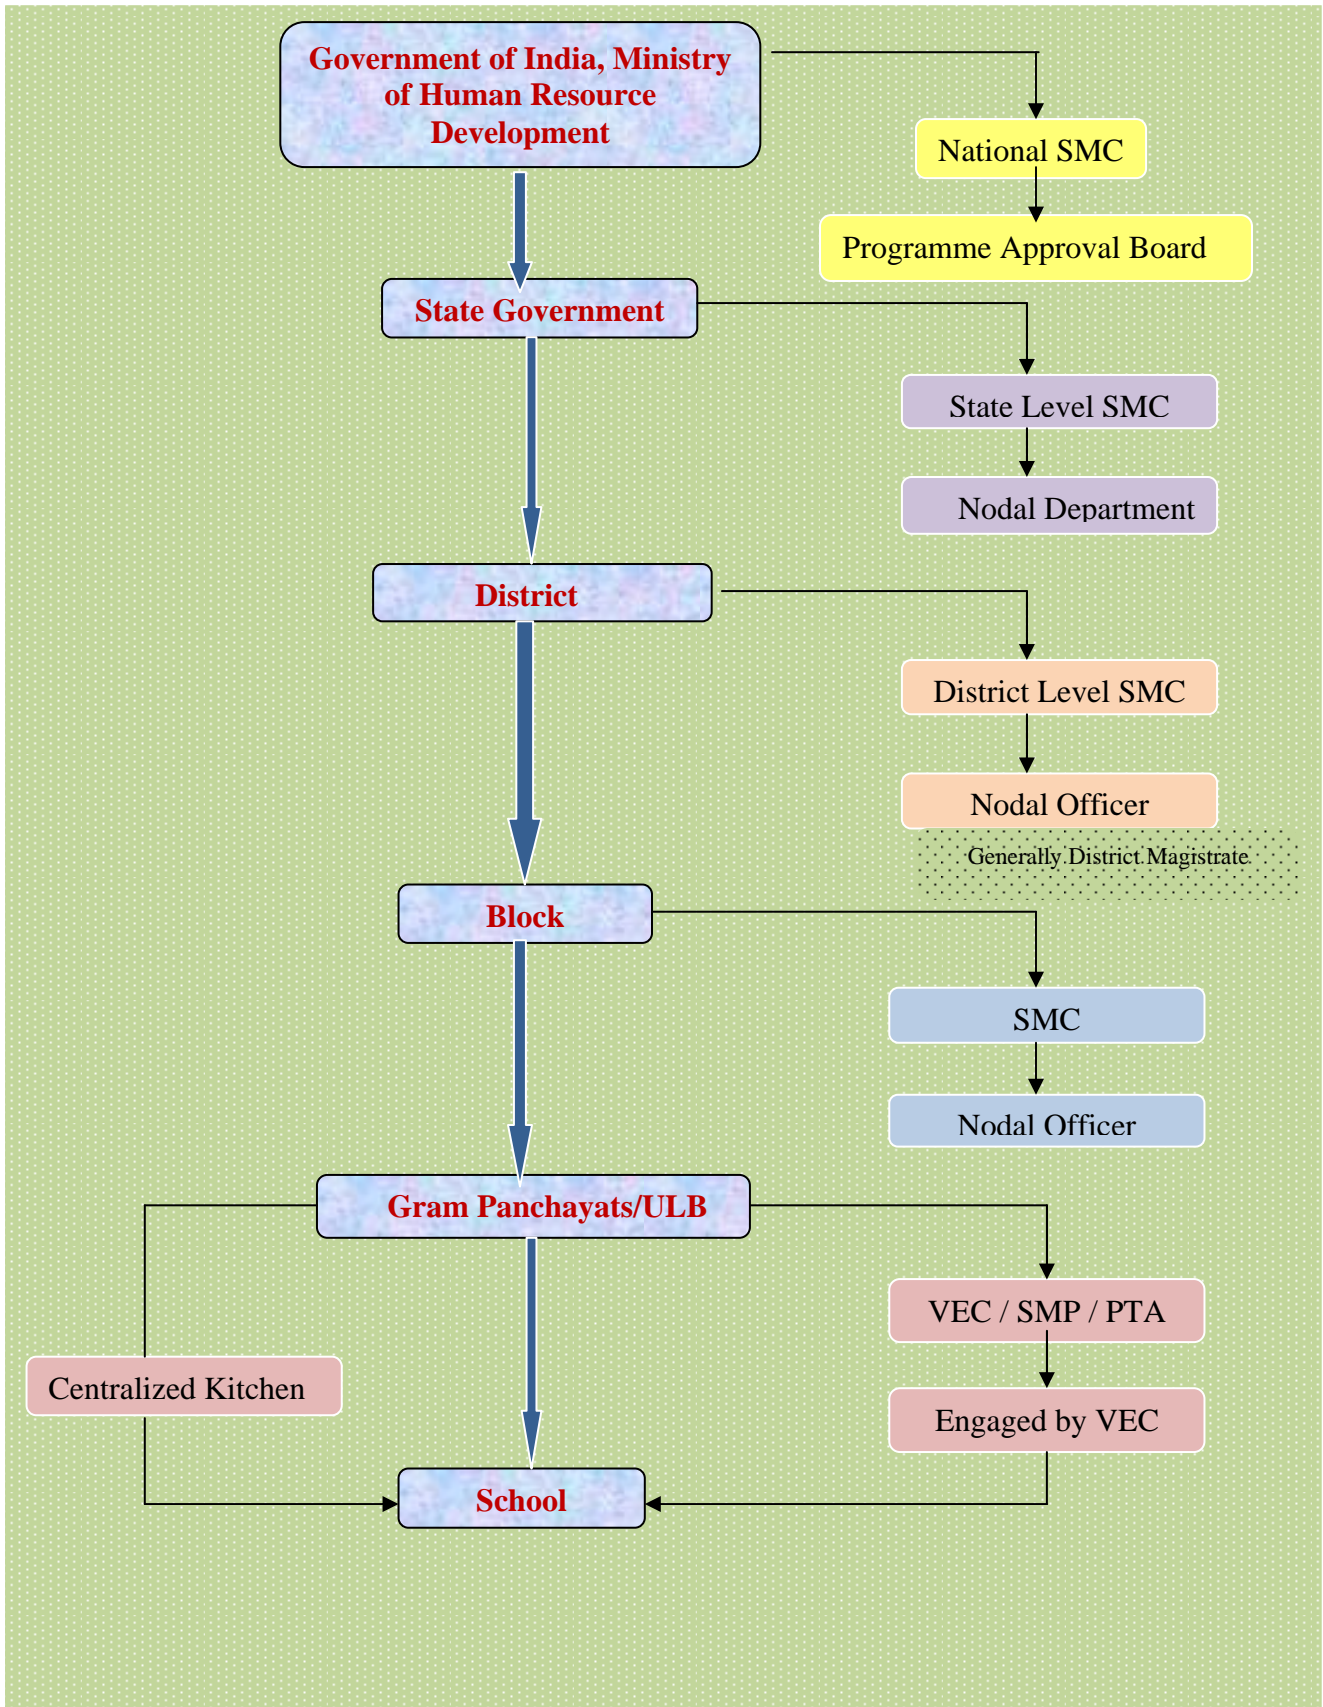 Government of India, Ministry
of Human Resource
Development
National SMC
Programme Approval Board
State Government
State Level SMC
Nodal Department
District
District Level SMC
Nodal Officer
Generally District Magistrate
Block
SMC
Nodal Officer
Gram Panchayats/ULB
VEC / SMP / PTA
Centralized Kitchen
Engaged by VEC
School